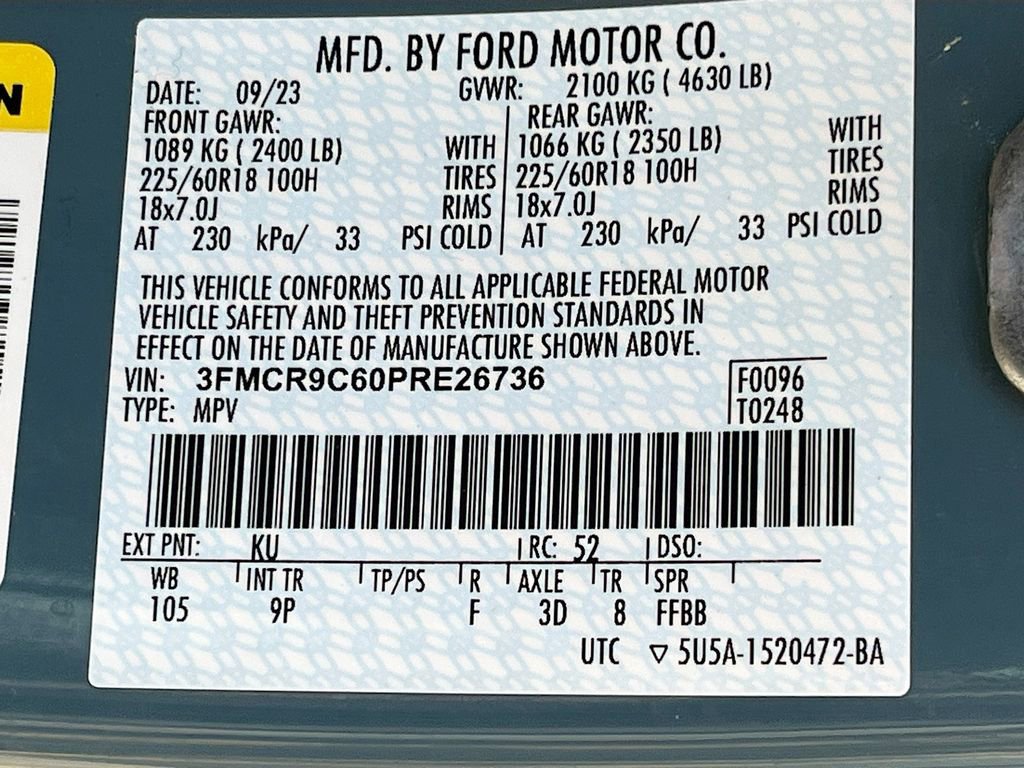 N
MFD. BY FORD MOTOR CO.
DATE: 09/23 GVWR: 2100 KG ( 4630 LB)
FRONT GAWR: REAR GAWR:
1089 KG ( 2400 LB) WITH 1066 KG ( 2350 LB) WITH
225/60R18 100H TIRES 225/60R18 100H TIRES
18x7.0J RIMS 18x7.0J RIMS
AT 230 kPa/ 33 PSI COLD AT 230 kPa/ 33 PSI COLD
THIS VEHICLE CONFORMS TO ALL APPLICABLE FEDERAL MOTOR
VEHICLE SAFETY AND THEFT PREVENTION STANDARDS IN
EFFECT ON THE DATE OF MANUFACTURE SHOWN ABOVE.
VIN: 3FMCR9C60PRE26736 F0096
TYPE: MPV T0248
EXT PNT: KU RC: 52 DSO:
WB INT TR TP/PS R AXLE TR SPR
105 9P F 3D 8 FFBB
UTC ▽ 5U5A-1520472-BA